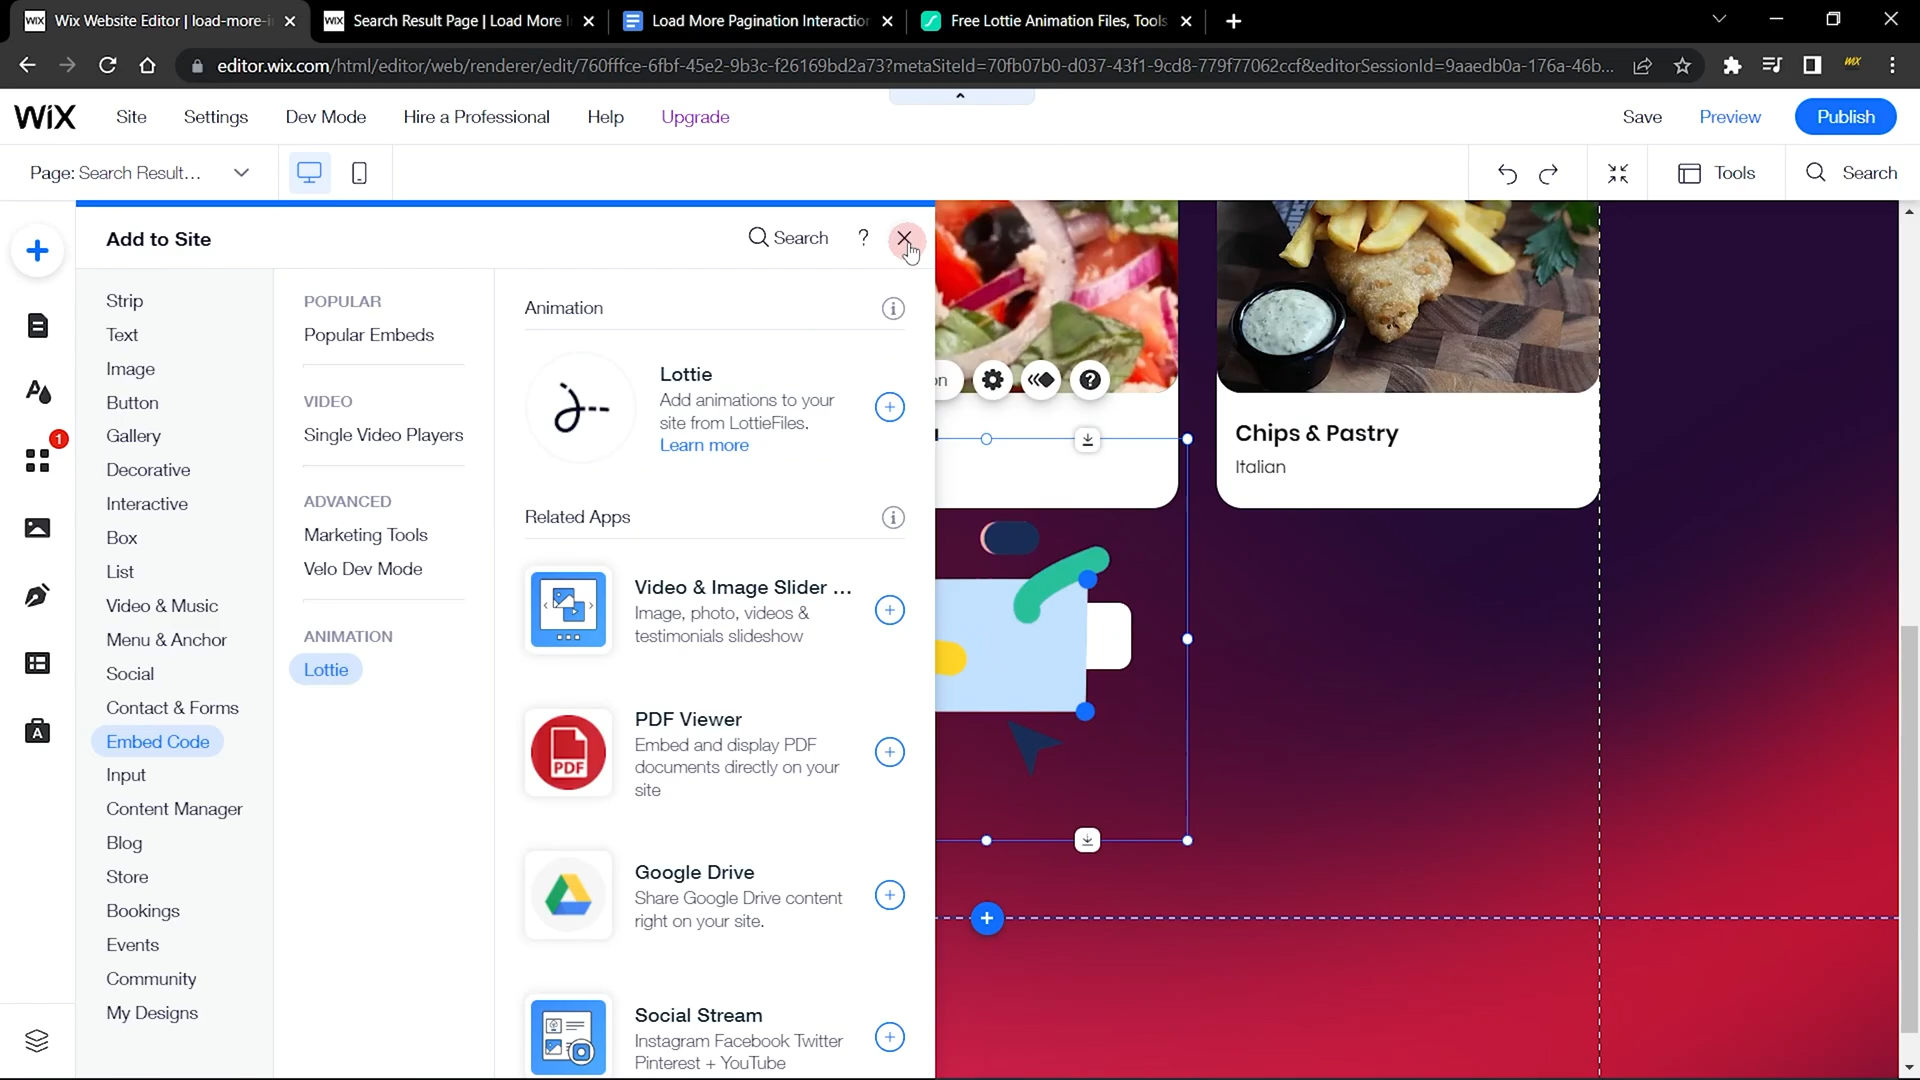 Wix Website Editor | load-more-i
Search Result Page | Load More I
Load More Pagination Interaction
Free Lottie Animation Files, Tools
editor.wix.com/html/editor/web/renderer/edit/760fffce-6fbf-45e2-9b3c-f26169bd2a73?metaSiteId=70fb07b0-d037-43f1-9cd8-779f77062ccf&editorSessionId=9aaedb0a-176a-46b...
WiX
Site
Settings
Dev Mode
Hire a Professional
Help
Upgrade
Save
Preview
Publish
Page: Search Result...
Tools
Search
Add to Site
Search
?
1
Strip
Text
Image
Button
Gallery
Decorative
Interactive
Box
List
Video & Music
Menu & Anchor
Social
Contact & Forms
Embed Code
Input
Content Manager
Blog
Store
Bookings
Events
Community
My Designs
POPULAR
Popular Embeds
VIDEO
Single Video Players
ADVANCED
Marketing Tools
Velo Dev Mode
ANIMATION
Lottie
Animation
Lottie
Add animations to your
site from LottieFiles.
Learn more
Related Apps
Video & Image Slider ...
Image, photo, videos &
testimonials slideshow
PDF
PDF Viewer
Embed and display PDF
documents directly on your
site
Google Drive
Share Google Drive content
right on your site.
Social Stream
Instagram Facebook Twitter
Pinterest + YouTube
on
Chips & Pastry
Italian